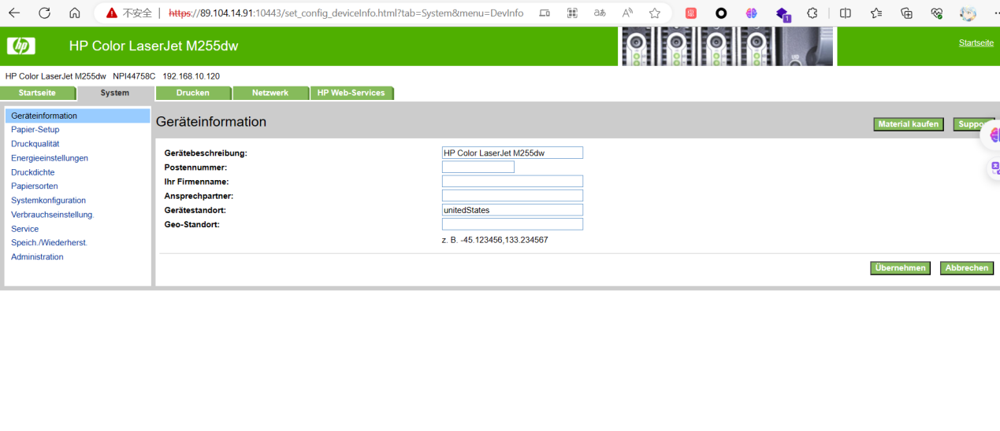 不安全 | https://89.104.14.91:10443/set_config_deviceInfo.html?tab=System&menu=DevInfo
1
hp HP Color LaserJet M255dw Startseite
HP Color LaserJet M255dw NPI44758C 192.168.10.120
Startseite System Drucken Netzwerk HP Web-Services
Geräteinformation
Papier-Setup
Druckqualität
Energieeinstellungen
Druckdichte
Papiersorten
Systemkonfiguration
Verbrauchseinstellung.
Service
Speich./Wiederherst.
Administration
Geräteinformation
Material kaufen
Gerätebeschreibung: HP Color LaserJet M255dw
Postennummer:
Ihr Firmenname:
Ansprechpartner:
Gerätestandort: unitedStates
Geo-Standort:
z. B. -45.123456,133.234567
Übernehmen Abbrechen